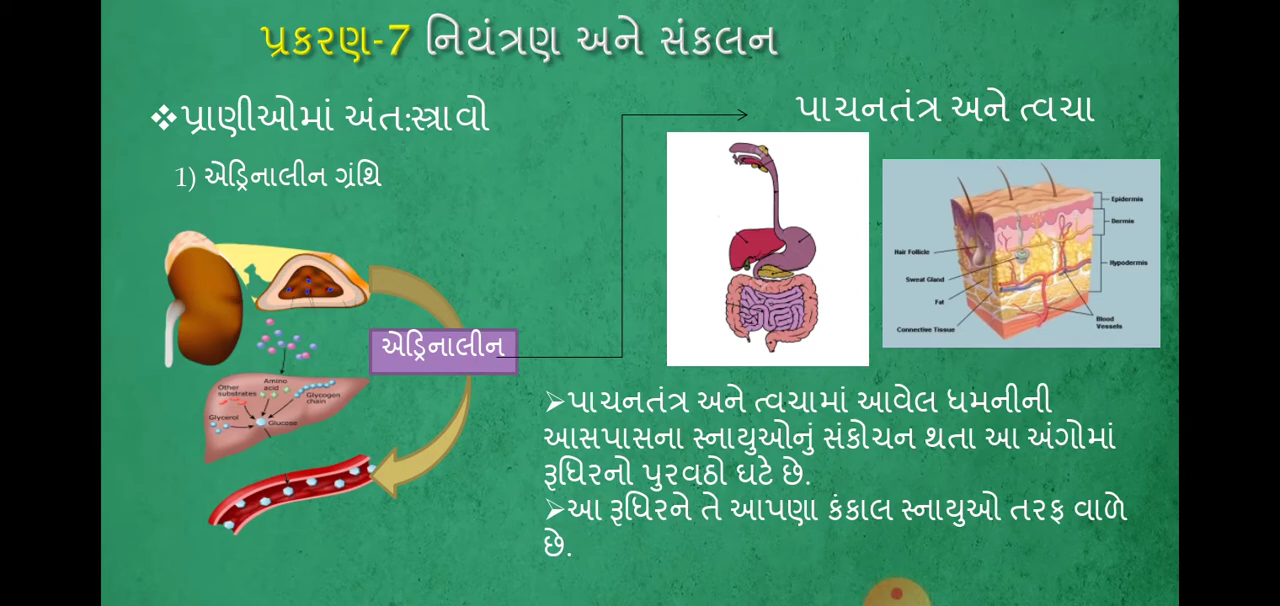 પ્રકરણ-7 નિયંત્રણ અને સંકલન
❖પ્રાણીઓમાં અંતઃસ્ત્રાવો
1) એડ્રિનાલીન ગ્રંથિ
પાચનતંત્ર અને ત્વચા
Epidermis
Dermis
Hair Follicle
Hypodermis
Sweat Gland
Fat
Blood
Vessels
Connective Tissue
એડ્રિનાલીન
Other
substrates
Amino
acid
Glycogen
chain
Glycerol
Glucose
➢પાચનતંત્ર અને ત્વચામાં આવેલ ધમનીની
આસપાસના સ્નાયુઓનું સંકોચન થતા આ અંગોમાં
રૂધિરનો પુરવઠો ઘટે છે.
➢આ રૂધિરને તે આપણા કંકાલ સ્નાયુઓ તરફ વાળે
છે.